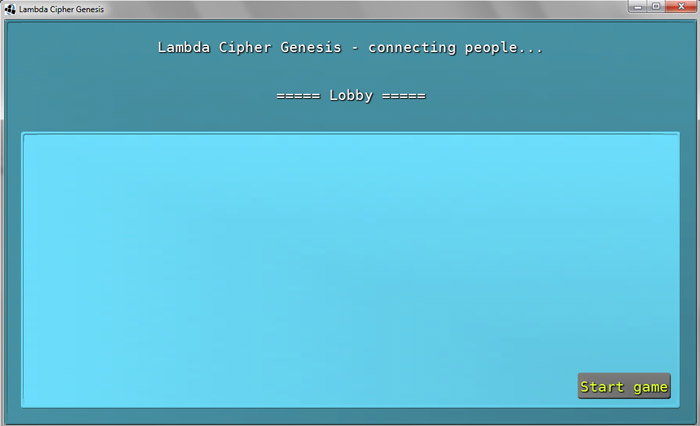 Lambda Cipher Genesis
Lambda Cipher Genesis - connecting people...
===== Lobby =====
Start game